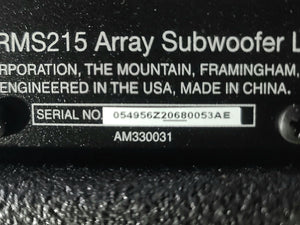 RMS215 Array Subwoofer L
RPORATION, THE MOUNTAIN, FRAMINGHAM,
ENGINEERED IN THE USA, MADE IN CHINA.
SERIAL NO. 054956Z20680053AE
AM330031